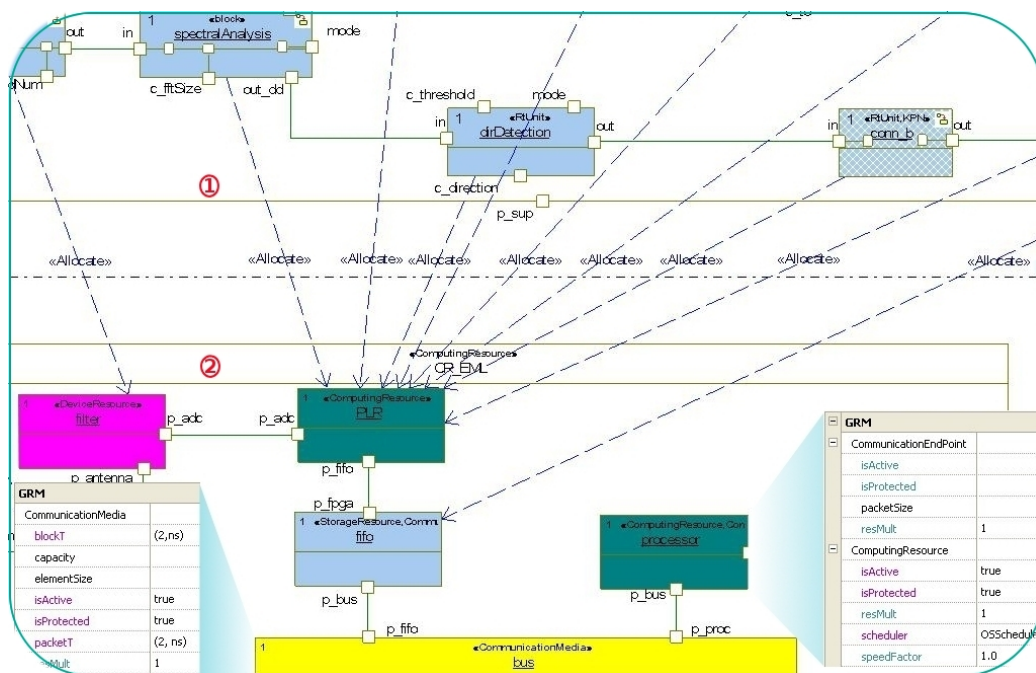 1 «block»
spectralAnalysis
out
in
mode
c_fftSize
out_dd
c_threshold
mode
in
1 «RtUnit»
dirDetection
out
c_direction
in
1 «RtUnit,KPN»
conn_b
out
①
p_sup
«Allocate»
«Allocate»
«Allocate»
«Allocate»
«Allocate»
«Allocate»
«Allocate»
«Allocate»
«Allocate»
②
«ComputingResource»
CR_EML
1 «DeviceResource»
filter
p_adc
p_adc
1 «ComputingResource»
PLR
p_antenna
p_fifo
p_fpga
1 «StorageResource,Commu
fifo
1 «ComputingResource,Con
processor
p_bus
p_fifo
p_bus
p_proc
1 «CommunicationMedia»
bus
GRM
CommunicationMedia
blockT (2,ns)
capacity
elementSize
isActive true
isProtected true
packetT (2, ns)
1
GRM
CommunicationEndPoint
isActive
isProtected
packetSize
resMult 1
ComputingResource
isActive true
isProtected true
resMult 1
scheduler OSSchedul
speedFactor 1.0